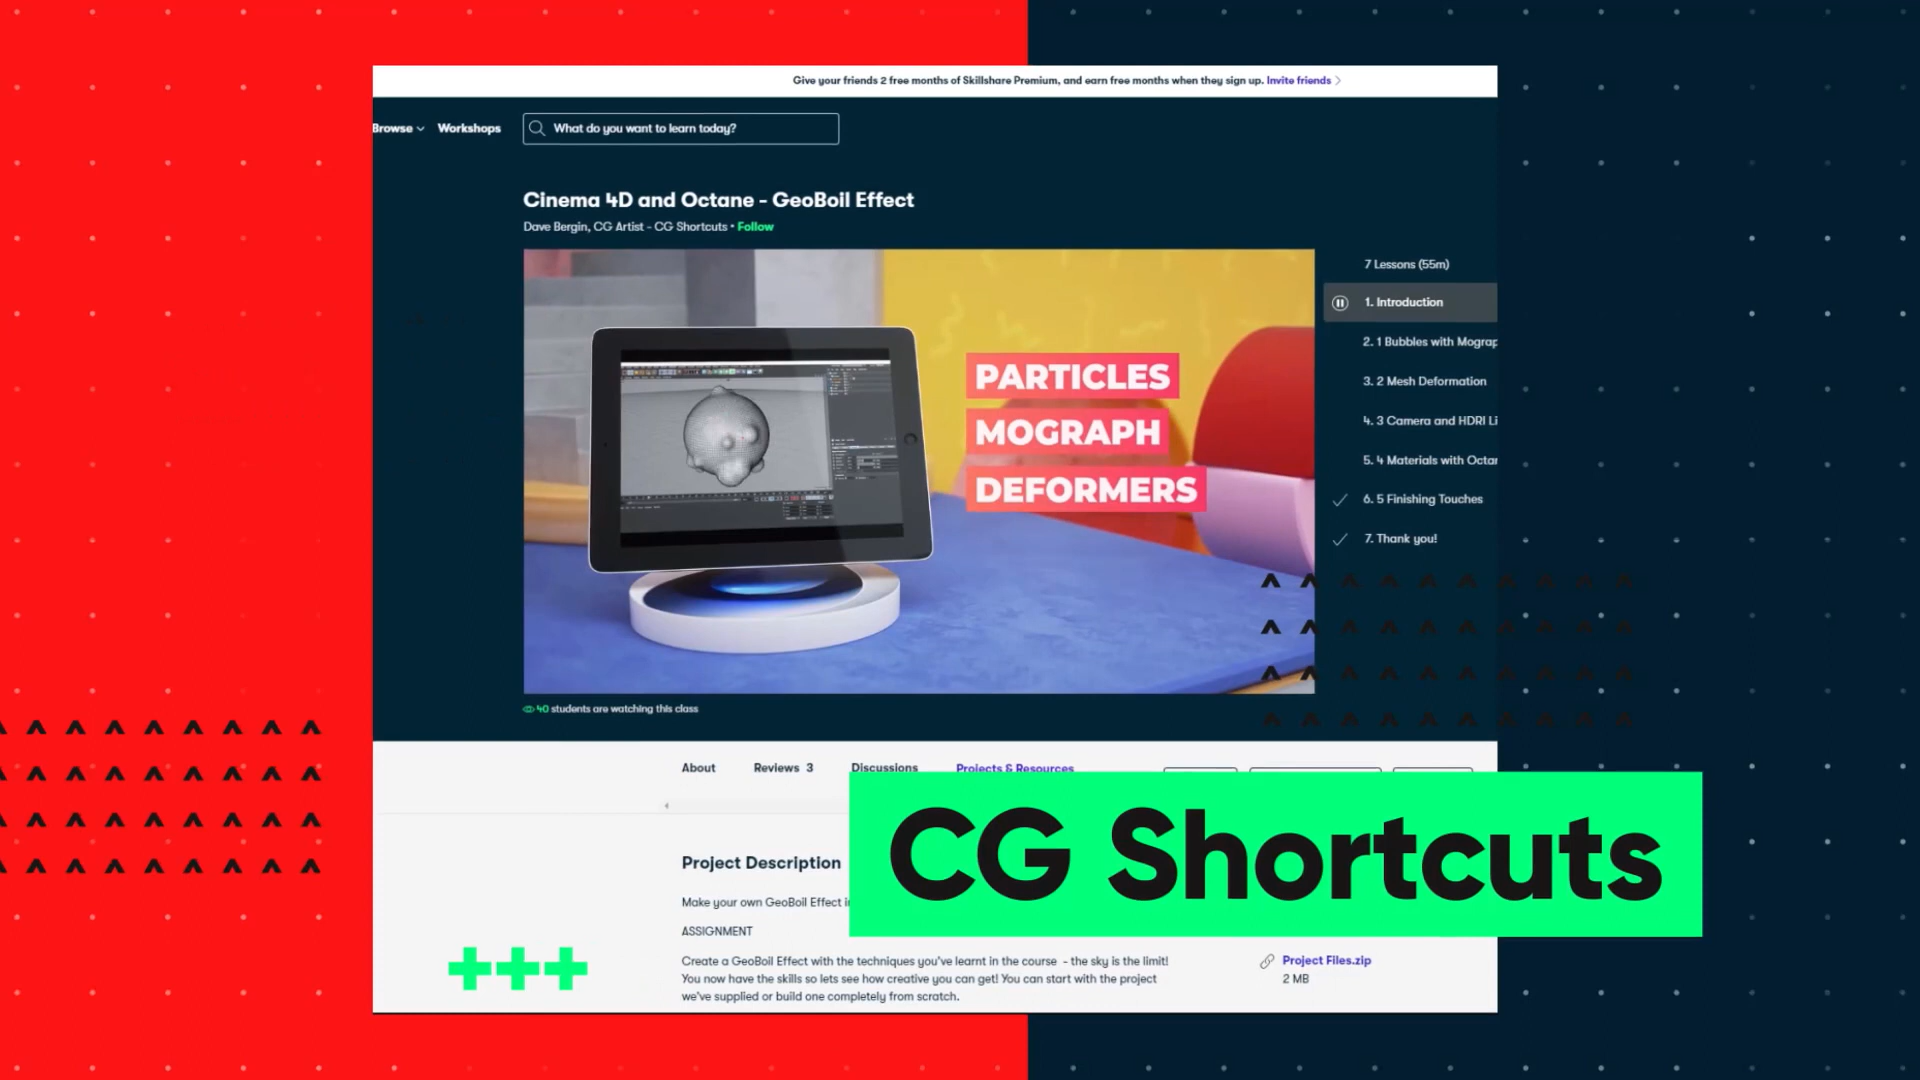 Give your friends 2 free months of Skillshare Premium, and earn free months when they sign up. Invite friends
Browse Workshops What do you want to learn today?
Cinema 4D and Octane - GeoBoil Effect
Dave Bergin, CG Artist - CG Shortcuts • Follow
7 Lessons (55m)
1. Introduction
2. 1 Bubbles with Mograp
3. 2 Mesh Deformation
4. 3 Camera and HDRI Li
5. 4 Materials with Octan
6. 5 Finishing Touches
7. Thank you!
PARTICLES
MOGRAPH
DEFORMERS
40 students are watching this class
About Reviews 3 Discussions Projects & Resources
CG Shortcuts
Project Description
Make your own GeoBoil Effect
ASSIGNMENT
Create a GeoBoil Effect with the techniques you've learnt in the course - the sky is the limit!
You now have the skills so lets see how creative you can get! You can start with the project
we've supplied or build one completely from scratch.
Project Files.zip
2 MB